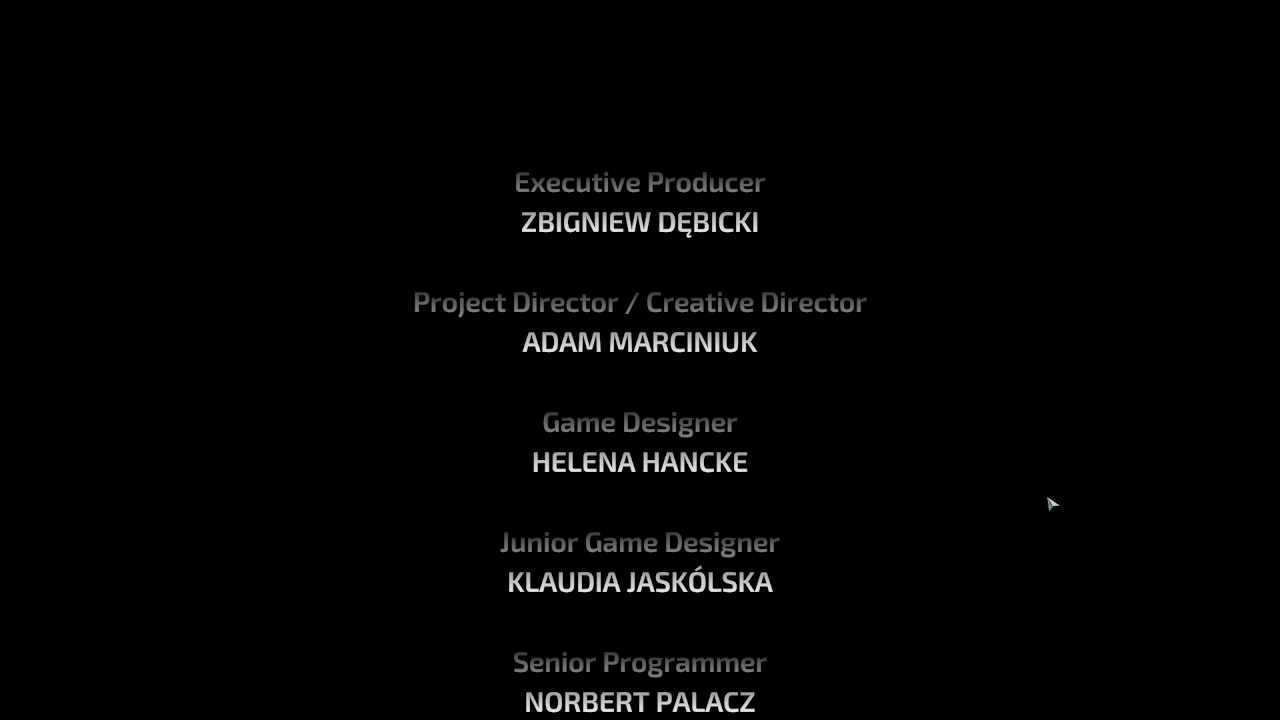 Executive Producer
ZBIGNIEW DĘBICKI
Project Director / Creative Director
ADAM MARCINIUK
Game Designer
HELENA HANCKE
Junior Game Designer
KLAUDIA JASKÓLSKA
Senior Programmer
NORBERT PALACZ